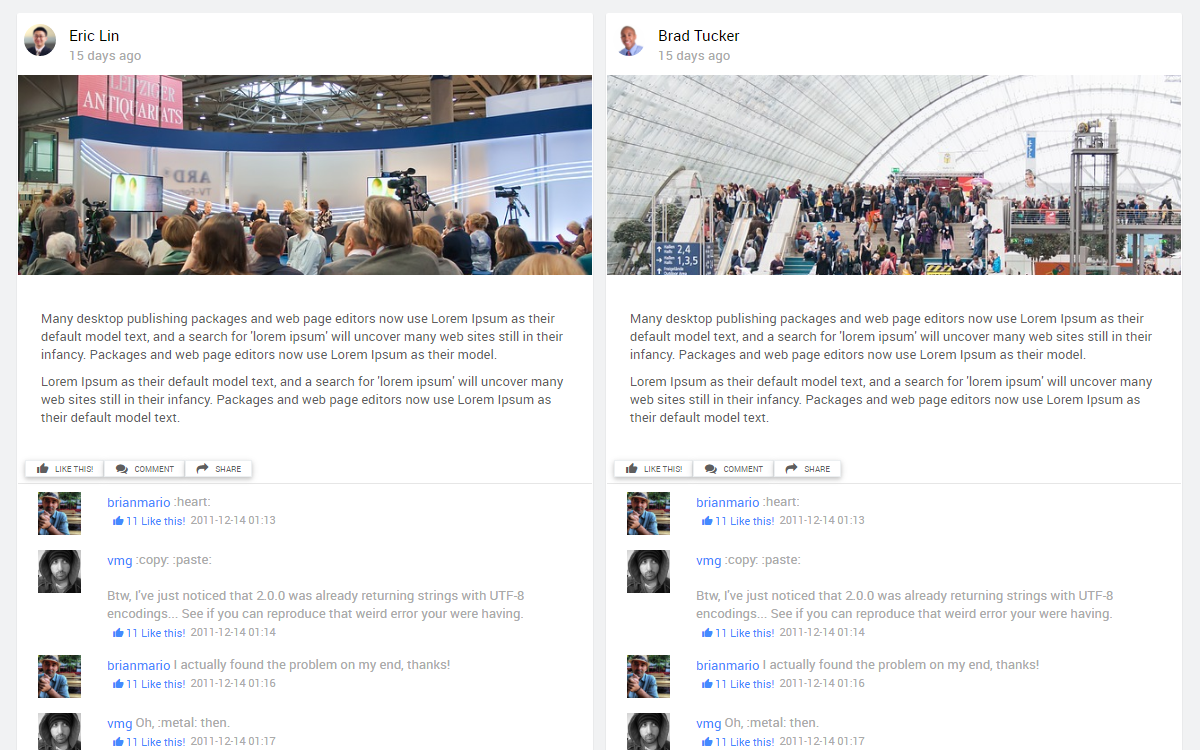 Eric Lin
15 days ago
LEIPZIGER
ANTIQUARIATS
ARD
Many desktop publishing packages and web page editors now use Lorem Ipsum as their
default model text, and a search for 'lorem ipsum' will uncover many web sites still in their
infancy. Packages and web page editors now use Lorem Ipsum as their model.
Lorem Ipsum as their default model text, and a search for 'lorem ipsum' will uncover many
web sites still in their infancy. Packages and web page editors now use Lorem Ipsum as
their default model text.
LIKE THIS! COMMENT SHARE
brianmario :heart:
11 Like this! 2011-12-14 01:13
vmg :copy: :paste:
Btw, I've just noticed that 2.0.0 was already returning strings with UTF-8
encodings... See if you can reproduce that weird error your were having.
11 Like this! 2011-12-14 01:14
brianmario I actually found the problem on my end, thanks!
11 Like this! 2011-12-14 01:16
vmg Oh, :metal: then.
11 Like this! 2011-12-14 01:17
Brad Tucker
15 days ago
2,4
1,3,5
Many desktop publishing packages and web page editors now use Lorem Ipsum as their
default model text, and a search for 'lorem ipsum' will uncover many web sites still in their
infancy. Packages and web page editors now use Lorem Ipsum as their model.
Lorem Ipsum as their default model text, and a search for 'lorem ipsum' will uncover many
web sites still in their infancy. Packages and web page editors now use Lorem Ipsum as
their default model text.
LIKE THIS! COMMENT SHARE
brianmario :heart:
11 Like this! 2011-12-14 01:13
vmg :copy: :paste:
Btw, I've just noticed that 2.0.0 was already returning strings with UTF-8
encodings... See if you can reproduce that weird error your were having.
11 Like this! 2011-12-14 01:14
brianmario I actually found the problem on my end, thanks!
11 Like this! 2011-12-14 01:16
vmg Oh, :metal: then.
11 Like this! 2011-12-14 01:17